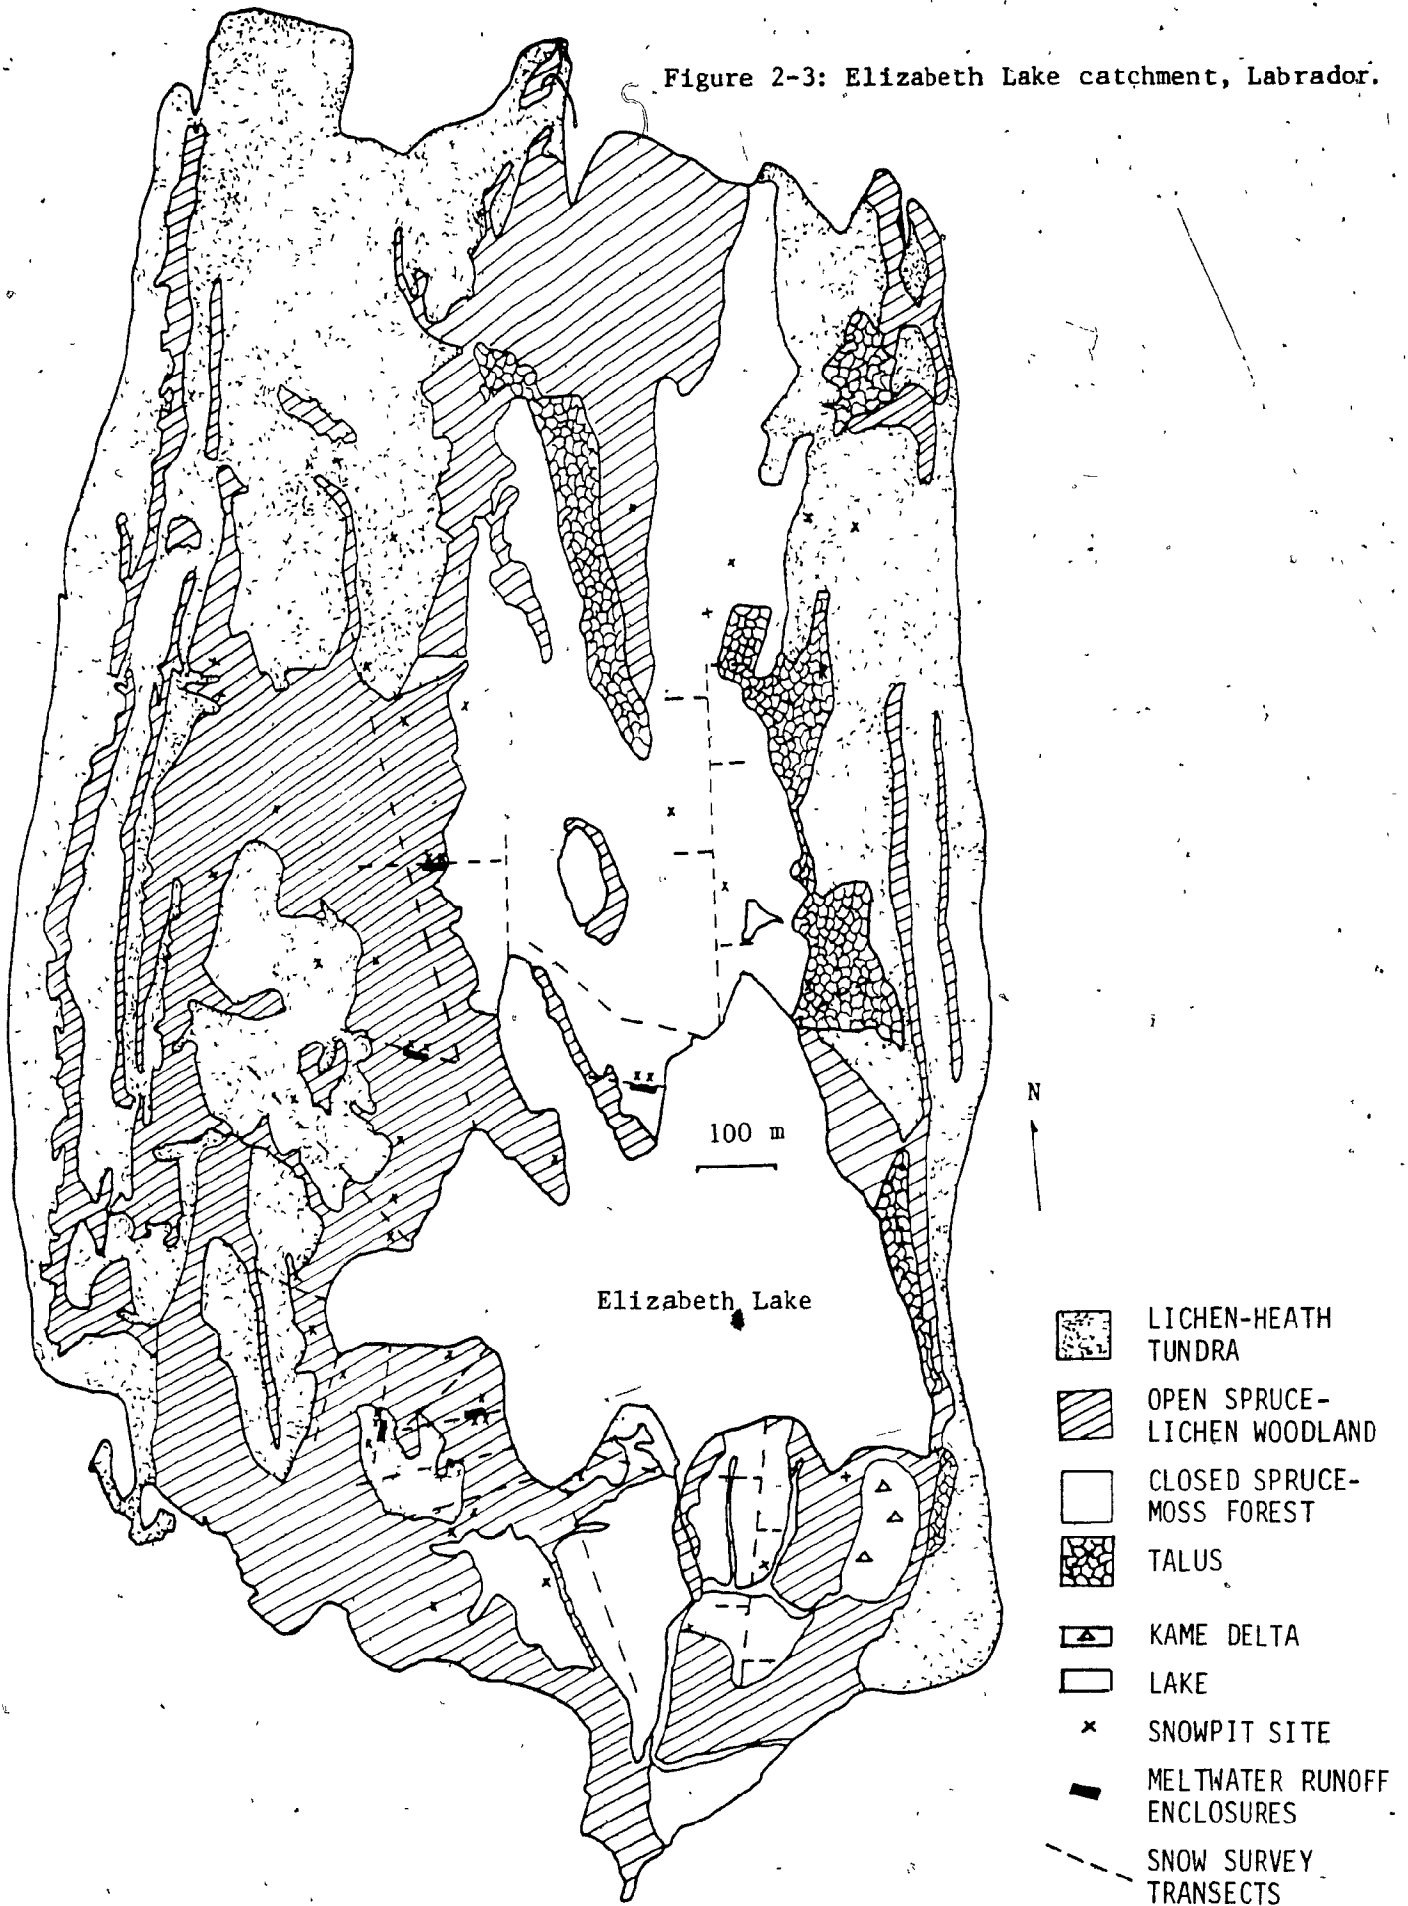 Figure 2-3: Elizabeth Lake catchment, Labrador.
N
100 m
Elizabeth Lake
LICHEN-HEATH
TUNDRA
OPEN SPRUCE-
LICHEN WOODLAND
CLOSED SPRUCE-
MOSS FOREST
TALUS
KAME DELTA
LAKE
SNOWPIT SITE
MELTWATER RUNOFF
ENCLOSURES
SNOW SURVEY
TRANSECTS